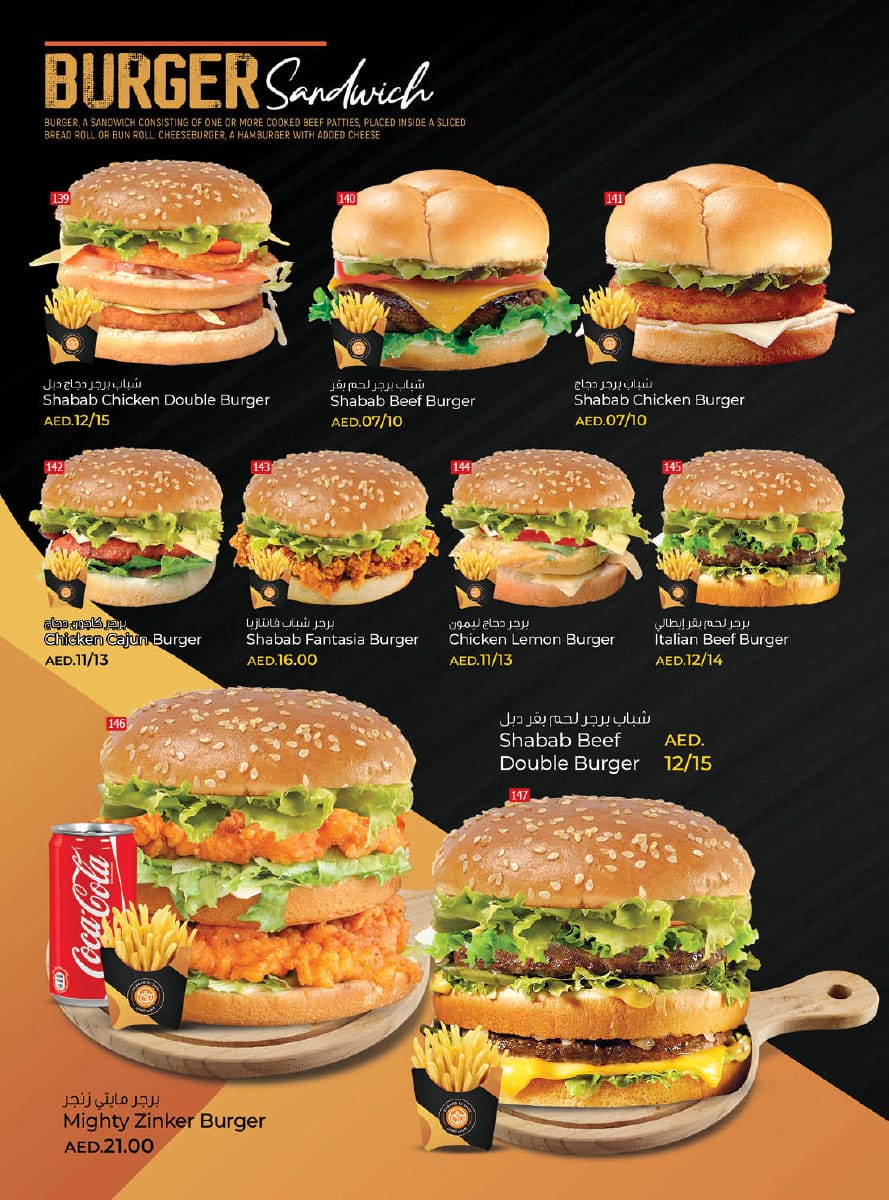 BURGER Sandwich
BURGER, A SANDWICH CONSISTING OF ONE OR MORE COOKED BEEF PATTIES, PLACED INSIDE A SLICED
BREAD ROLL OR BUN ROLL. CHEESEBURGER, A HAMBURGER WITH ADDED CHEESE
139
شباب برجر دجاج دبل
Shabab Chicken Double Burger
AED.12/15
140
شباب برجر لحم بقر
Shabab Beef Burger
AED.07/10
141
شباب برجر دجاج
Shabab Chicken Burger
AED.07/10
142
برجر كاجون دجاج
Chicken Cajun Burger
AED.11/13
143
برجر شباب فانتازيا
Shabab Fantasia Burger
AED.16.00
144
برجر دجاج ليمون
Chicken Lemon Burger
AED.11/13
145
برجر لحم بقر إيطالي
Italian Beef Burger
AED.12/14
146
Coca-Cola
برجر مايتي زنجر
Mighty Zinker Burger
AED.21.00
شباب برجر لحم بقر دبل
Shabab Beef
Double Burger
AED.
12/15
147